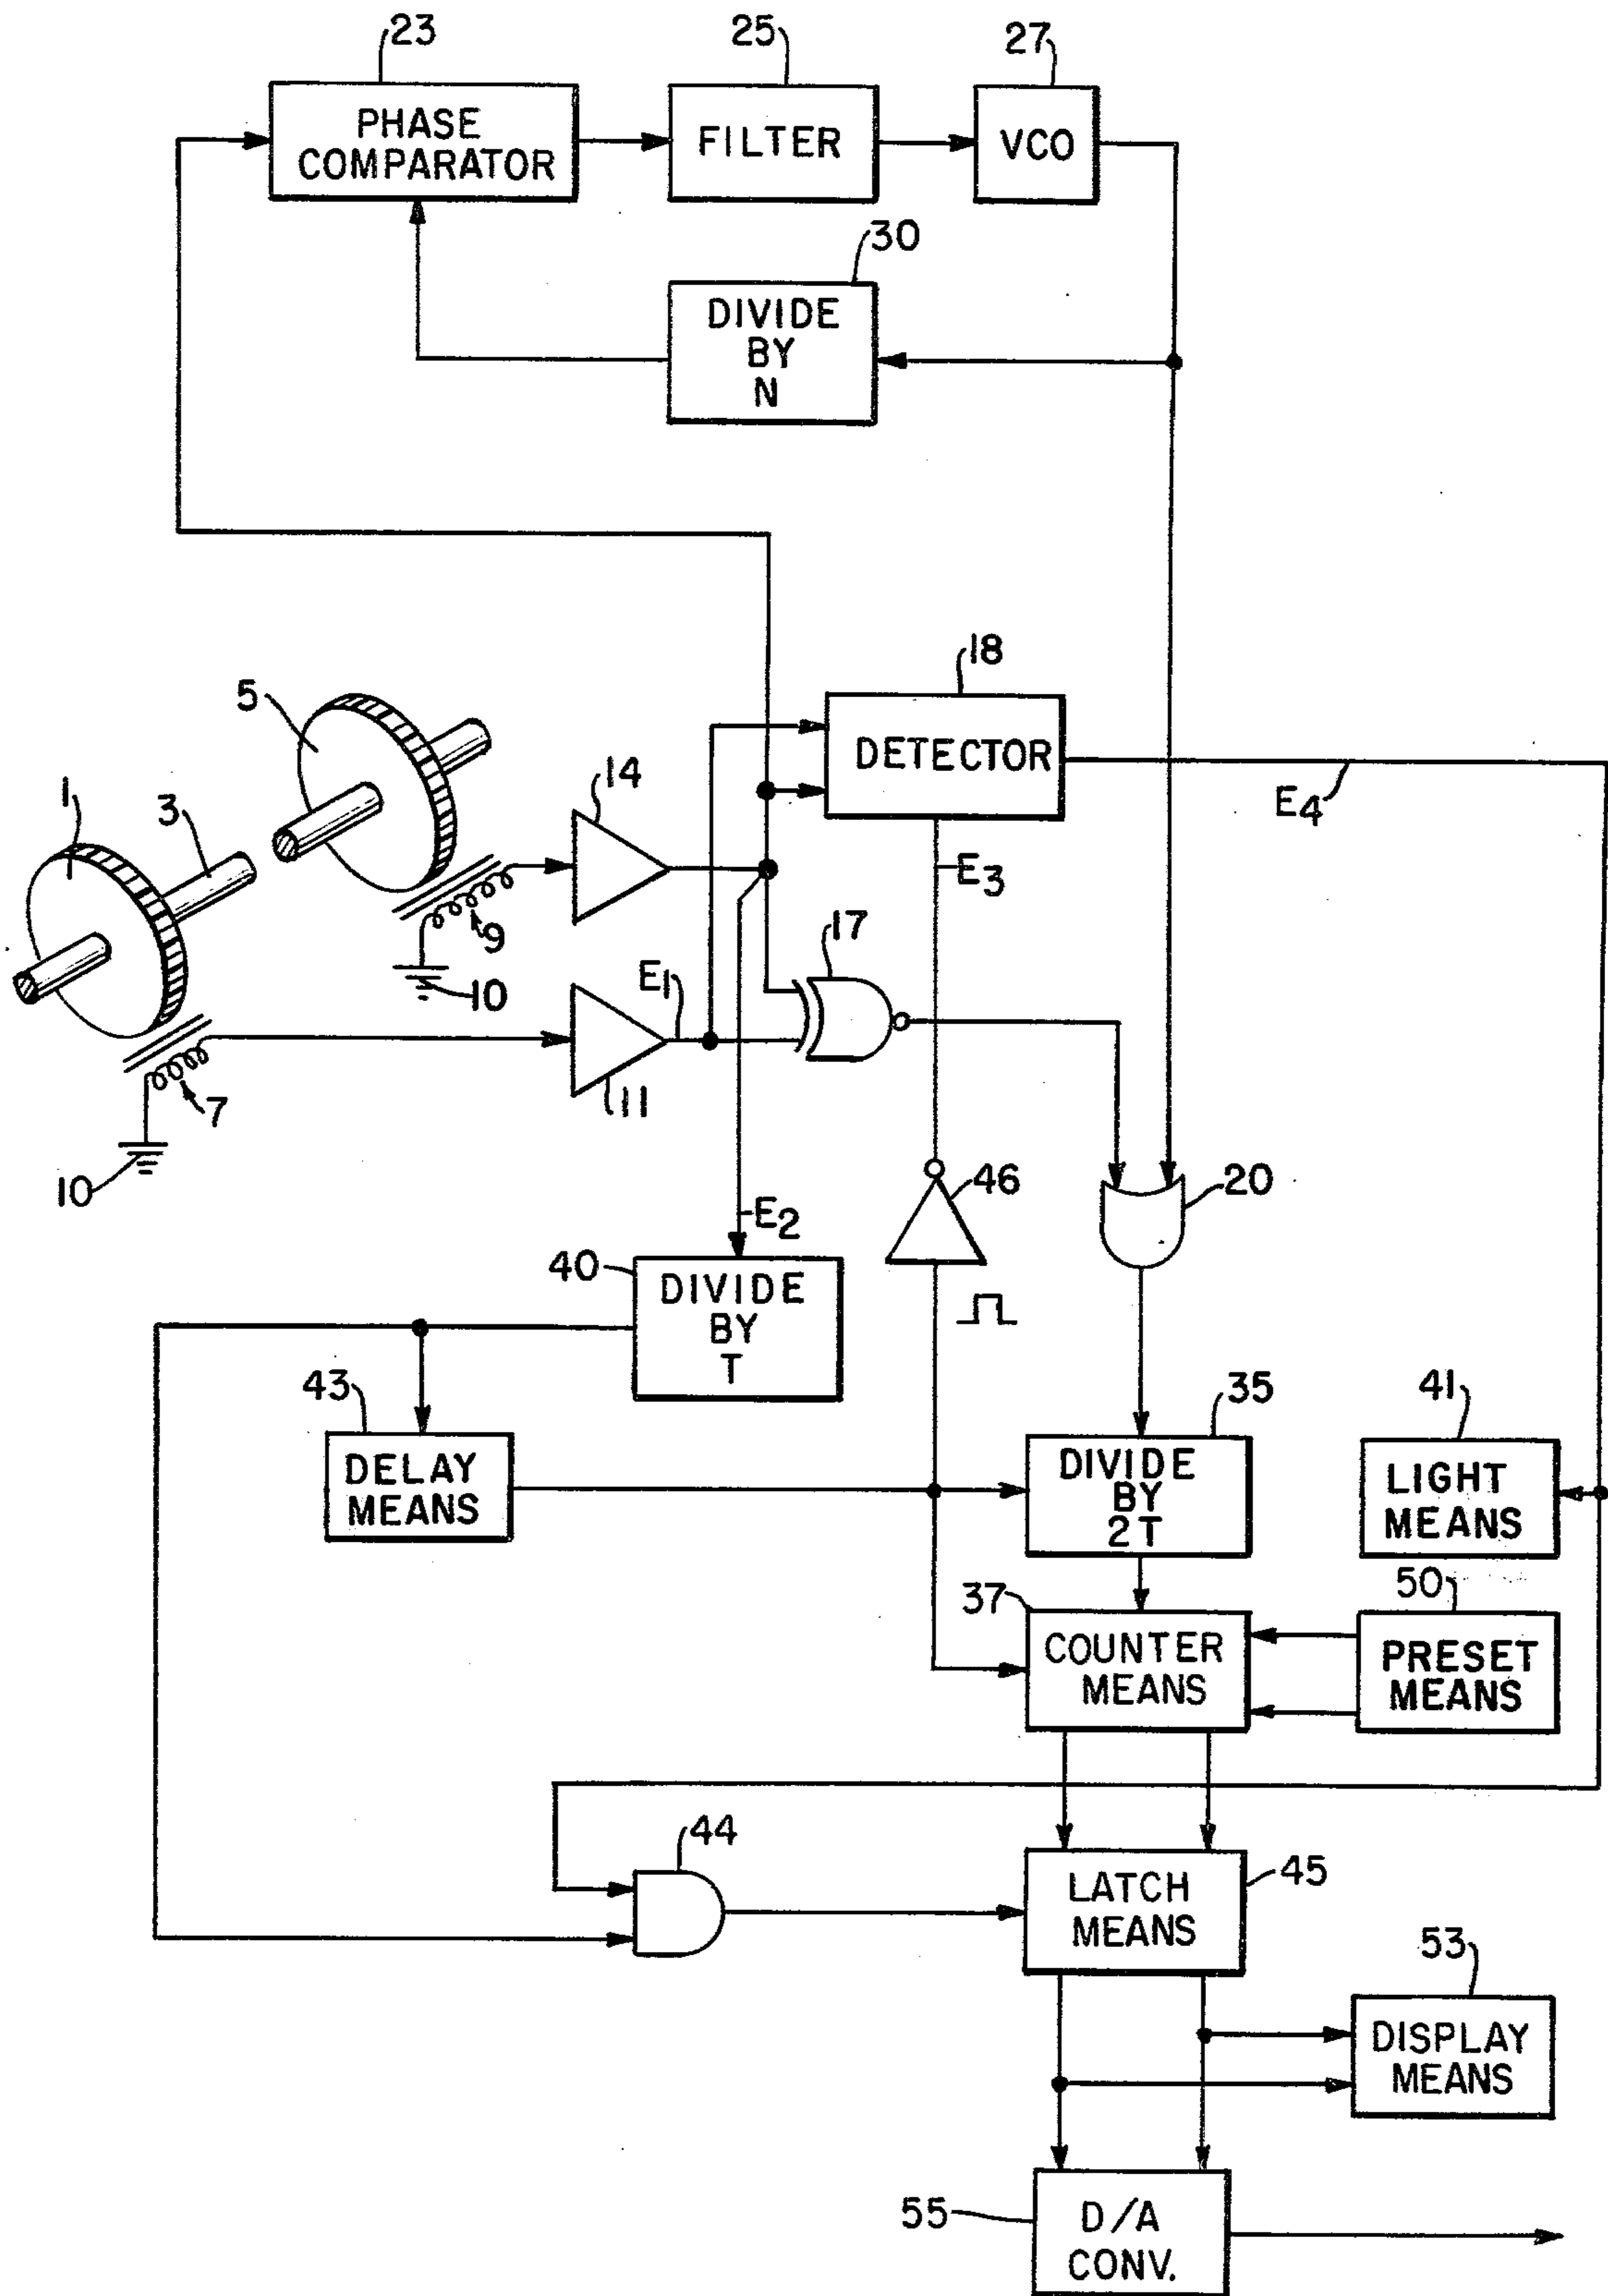 23
25
27
PHASE
COMPARATOR
FILTER
VCO
30
DIVIDE
BY
N
18
5
DETECTOR
14
1
3
E4
E3
9
17
10
E1
11
7
10
46
20
E2
40
DIVIDE
BY
T
43
35
41
DELAY
MEANS
DIVIDE
BY
2T
LIGHT
MEANS
50
37
COUNTER
MEANS
PRESET
MEANS
44
45
LATCH
MEANS
53
DISPLAY
MEANS
55
D/A
CONV.